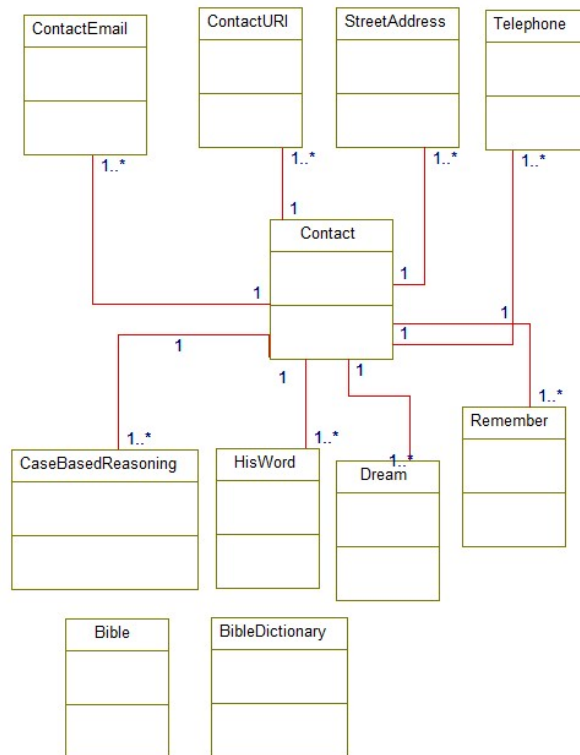 ContactEmail
ContactURI
StreetAddress
Telephone
1..*
1..*
1..*
1..*
1
Contact
1
1
1
1
1
1
1
1..*
1..*
1..*
1..*
CaseBasedReasoning
HisWord
Dream
Remember
Bible
BibleDictionary